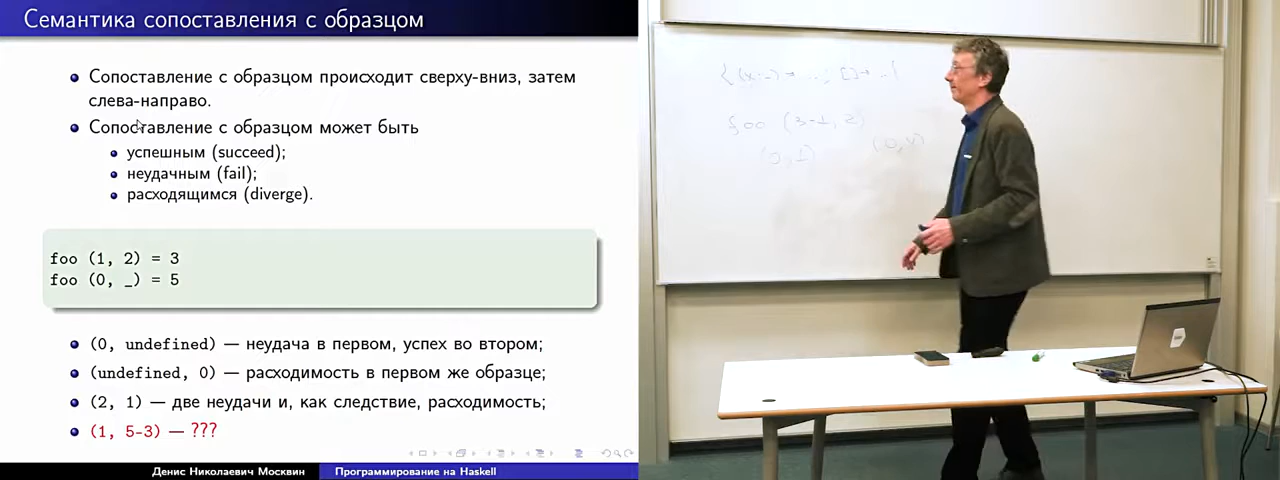 Семантика сопоставления с образцом
Сопоставление с образцом происходит сверху-вниз, затем
слева-направо.
Сопоставление с образцом может быть
успешным (succeed);
неудачным (fail);
расходящимся (diverge).
foo (1, 2) = 3
foo (0, _) = 5
(0, undefined) — неудача в первом, успех во втором;
(undefined, 0) — расходимость в первом же образце;
(2, 1) — две неудачи и, как следствие, расходимость;
(1, 5-3) — ???
Денис Николаевич Москвин Программирование на Haskell
foo (3-1, 2)
(0, 1)